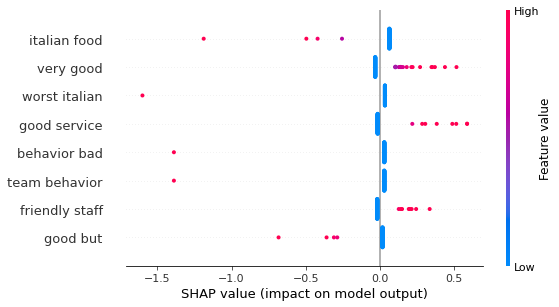 High
italian food
very good
worst italian
good service
behavior bad
team behavior
friendly staff
good but
Low
Feature value
−1.5 −1.0 −0.5 0.0 0.5
SHAP value (impact on model output)